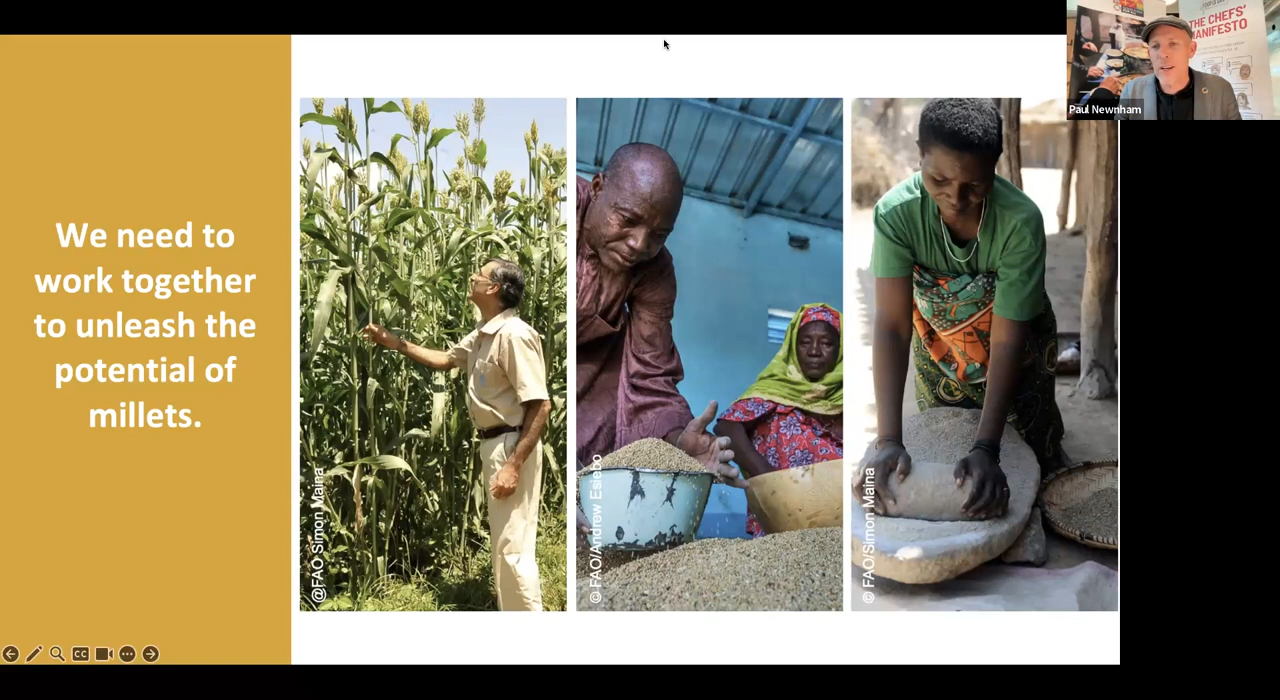 We need to
work together
to unleash the
potential of
millets.
@FAO Simon Maina
© FAO/Andrew Esiebo
© FAO/Simon Maina
THE CHEFS'
MANIFESTO
Paul Newnham
CC